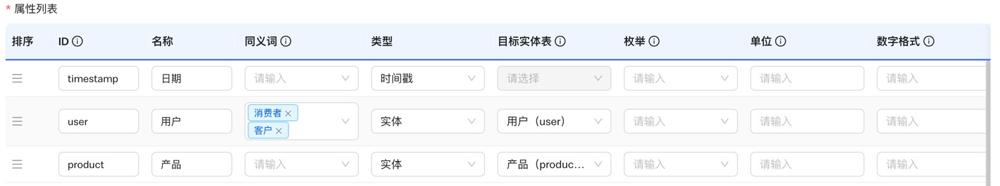 * 属性列表
排序 ID 名称 同义词 类型 目标实体表 枚举 单位 数字格式
timestamp 日期 请输入 时间戳 请选择 请输入 请输入 请输入
user 用户 消费者 客户 实体 用户（user） 请输入 请输入 请输入
product 产品 请输入 实体 产品（produc... 请输入 请输入 请输入